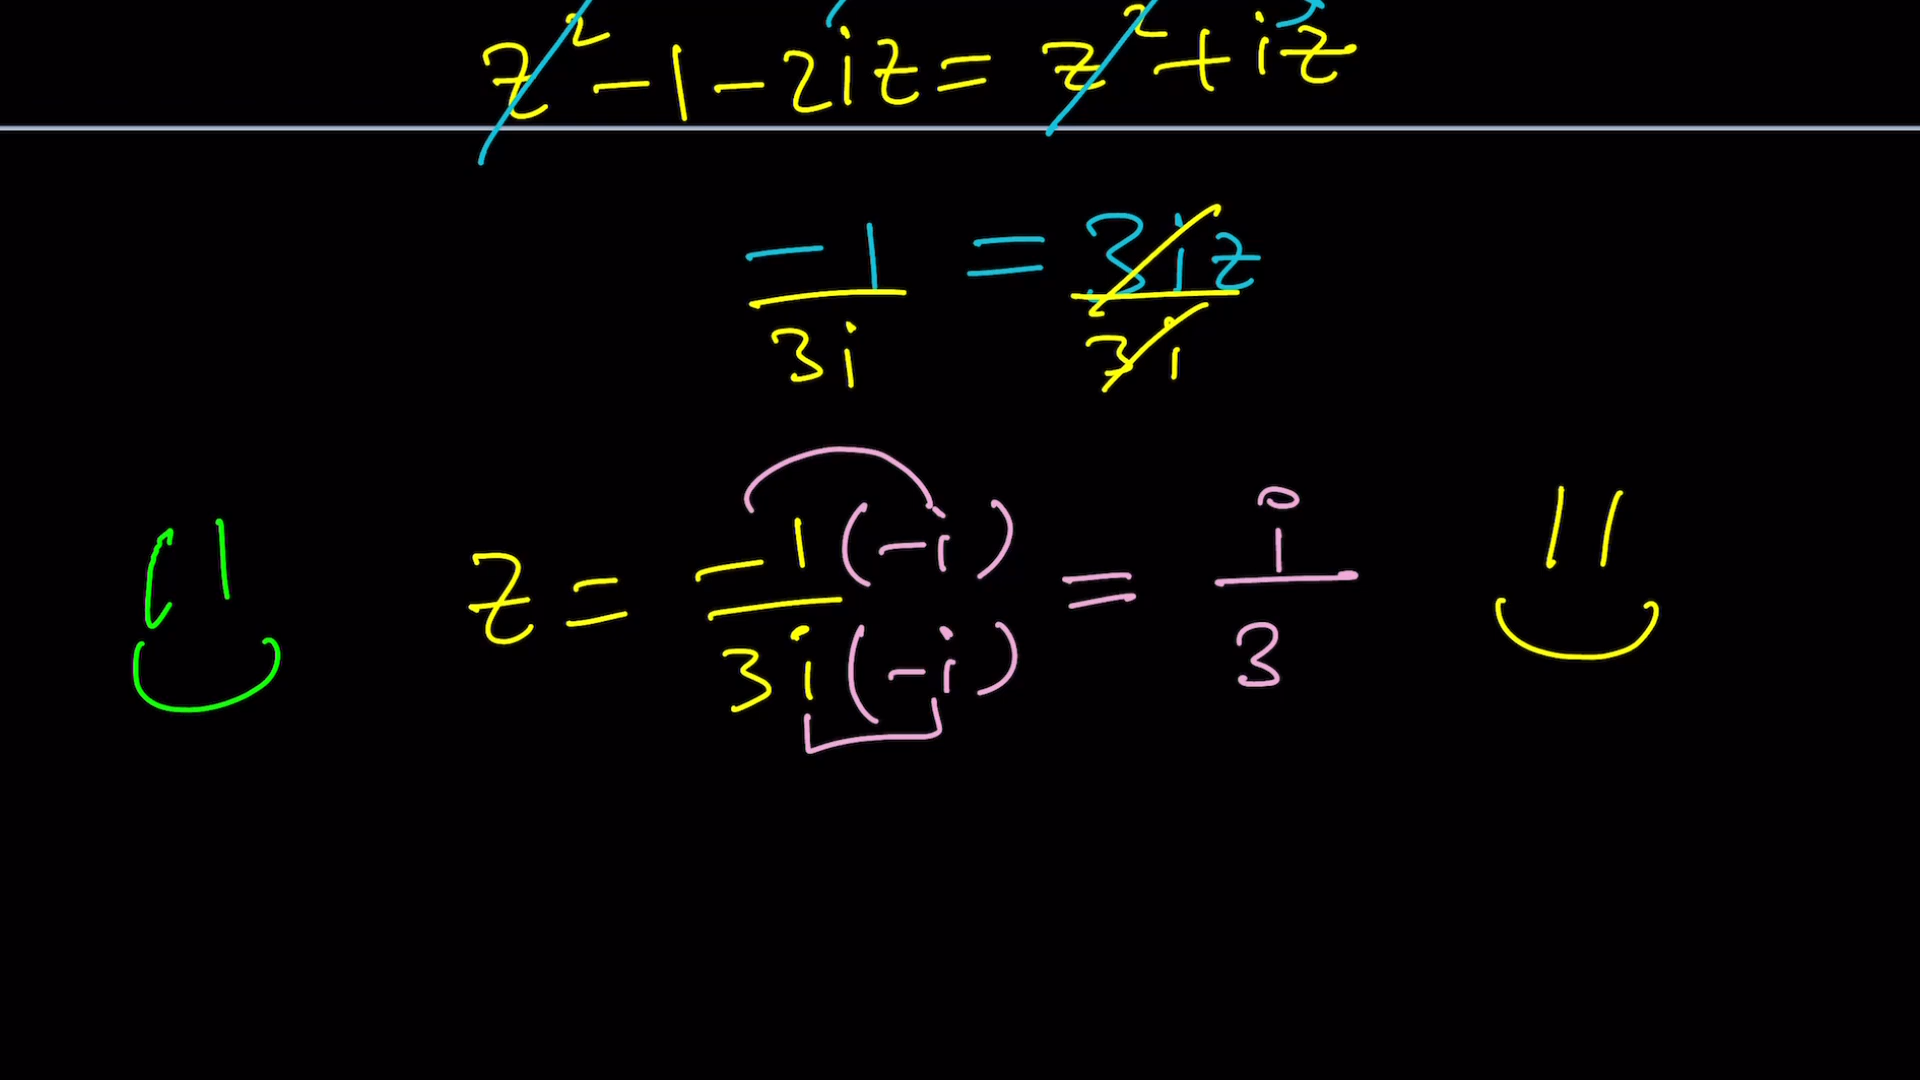 z² - 1 - 2iz = z² + iz
-1/3i = 3iz/3i
z = -1(-i)/3i(-i) = i/3